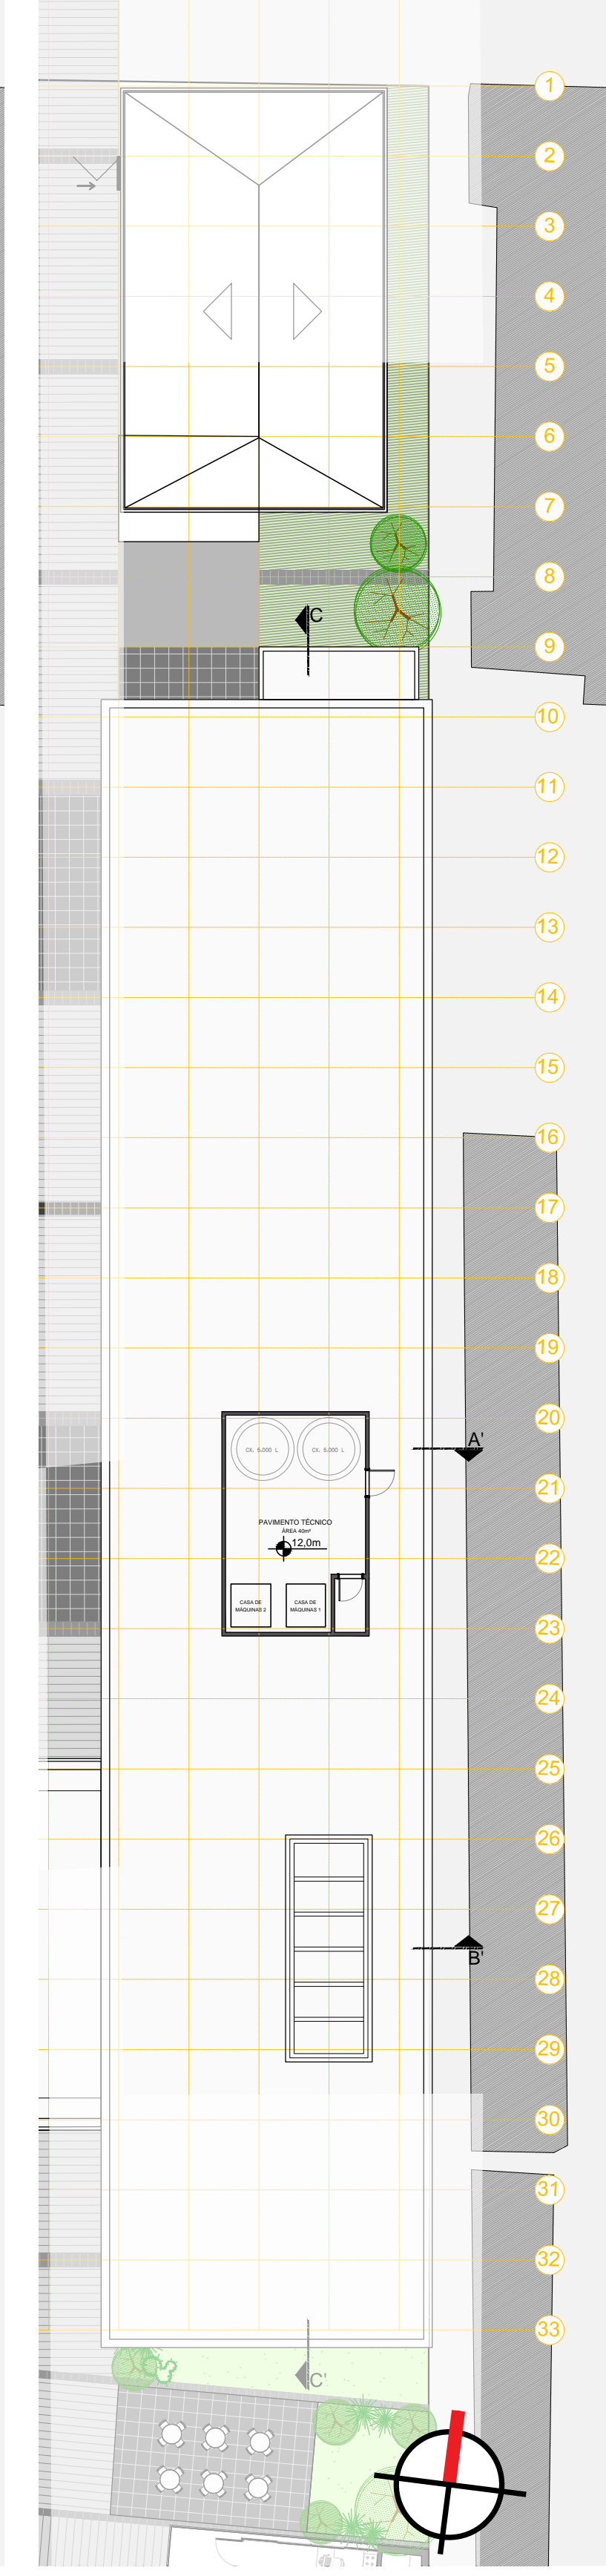 1
2
3
4
5
6
7
8
C
9
10
11
12
13
14
15
16
17
18
19
20
A'
CX. 5.000 L CX. 5.000 L
21
PAVIMENTO TÉCNICO
ÁREA 40m²
12,0m
22
CASA DE
MÁQUINAS 2
CASA DE
MÁQUINAS 1
23
24
25
26
27
B'
28
29
30
31
32
33
C'